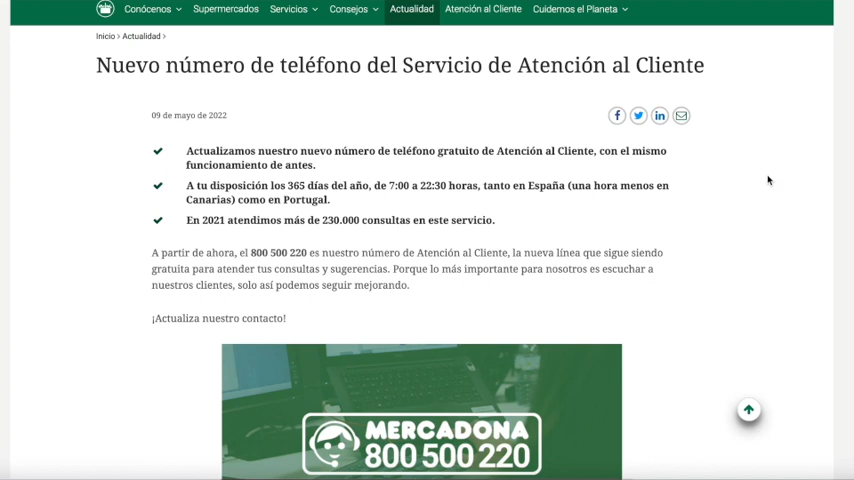 Conócenos
Supermercados
Servicios
Consejos
Actualidad
Atención al Cliente
Cuidemos el Planeta
Inicio > Actualidad >
Nuevo número de teléfono del Servicio de Atención al Cliente
09 de mayo de 2022
Actualizamos nuestro nuevo número de teléfono gratuito de Atención al Cliente, con el mismo
funcionamiento de antes.
A tu disposición los 365 días del año, de 7:00 a 22:30 horas, tanto en España (una hora menos en
Canarias) como en Portugal.
En 2021 atendimos más de 230.000 consultas en este servicio.
A partir de ahora, el 800 500 220 es nuestro número de Atención al Cliente, la nueva línea que sigue siendo
gratuita para atender tus consultas y sugerencias. Porque lo más importante para nosotros es escuchar a
nuestros clientes, solo así podemos seguir mejorando.
¡Actualiza nuestro contacto!
MERCADONA
800 500 220